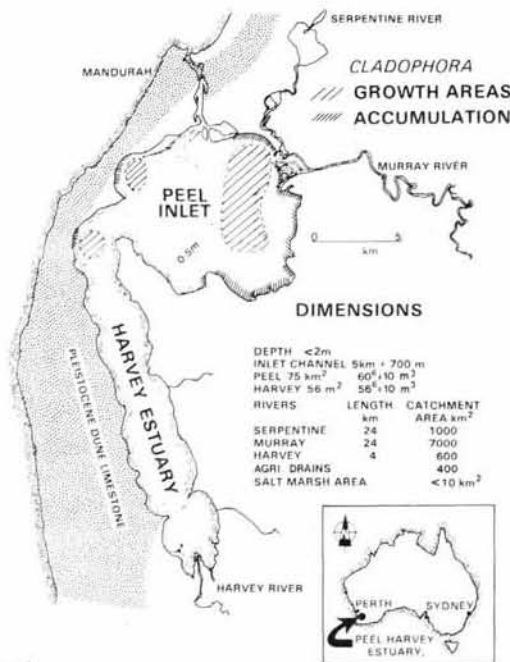 SERPENTINE RIVER
MANDURAH
CLADOPHORA
GROWTH AREAS
ACCUMULATION
MURRAY RIVER
PEEL
INLET
0.5m
0 5
km
HARVEY ESTUARY
PLEISTOCENE DUNE LIMESTONE
DIMENSIONS
DEPTH <2m
INLET CHANNEL 5km × 700 m
PEEL 75 km² 60⁶×10 m³
HARVEY 56 m² 56⁶×10 m³
RIVERS LENGTH CATCHMENT
km AREA km²
SERPENTINE 24 1000
MURRAY 24 7000
HARVEY 4 600
AGRI. DRAINS 400
SALT MARSH AREA <10 km²
HARVEY RIVER
PERTH
SYDNEY
PEEL HARVEY
ESTUARY.